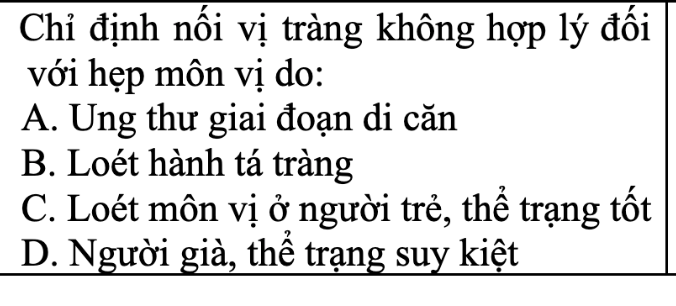 Chỉ định nối vị tràng không hợp lý đối
với hẹp môn vị do:
A. Ung thư giai đoạn di căn
B. Loét hành tá tràng
C. Loét môn vị ở người trẻ, thể trạng tốt
D. Người già, thể trạng suy kiệt